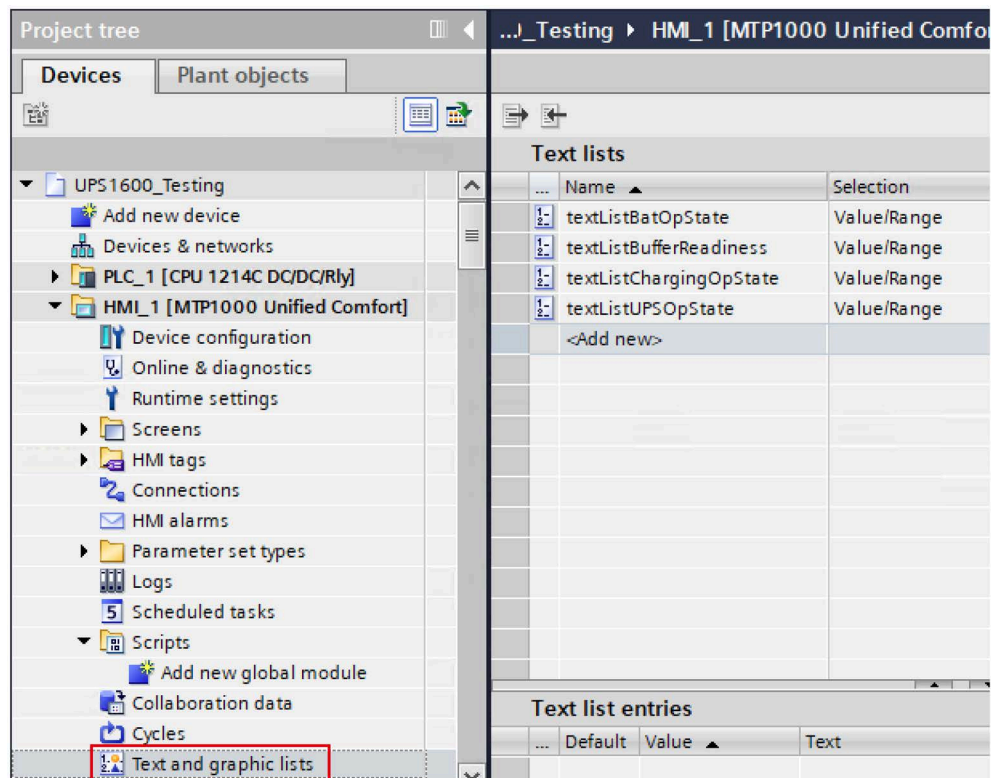 Project tree
Devices
Plant objects
UPS1600_Testing
Add new device
Devices & networks
PLC_1 [CPU 1214C DC/DC/Rly]
HMI_1 [MTP1000 Unified Comfort]
Device configuration
Online & diagnostics
Runtime settings
Screens
HMI tags
Connections
HMI alarms
Parameter set types
Logs
Scheduled tasks
Scripts
Add new global module
Collaboration data
Cycles
Text and graphic lists
..._Testing ▸ HMI_1 [MTP1000 Unified Comfo
Text lists
... Name Selection
textListBatOpState Value/Range
textListBufferReadiness Value/Range
textListChargingOpState Value/Range
textListUPSOpState Value/Range
<Add new>
Text list entries
... Default Value Text